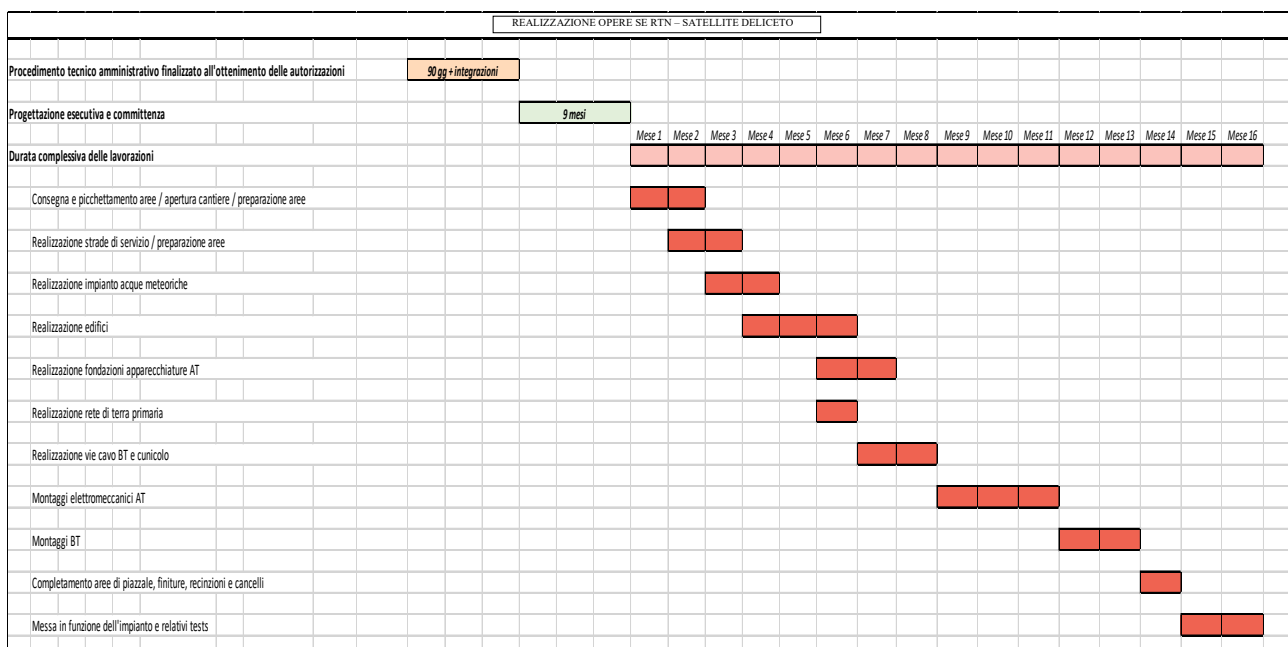 REALIZZAZIONE OPERE SE RTN – SATELLITE DELICETO
Procedimento tecnico amministrativo finalizzato all'ottenimento delle autorizzazioni 90 gg + integrazioni
Progettazione esecutiva e committenza 9 mesi
Mese 1 Mese 2 Mese 3 Mese 4 Mese 5 Mese 6 Mese 7 Mese 8 Mese 9 Mese 10 Mese 11 Mese 12 Mese 13 Mese 14 Mese 15 Mese 16
Durata complessiva delle lavorazioni
Consegna e picchettamento aree / apertura cantiere / preparazione aree
Realizzazione strade di servizio / preparazione aree
Realizzazione impianto acque meteoriche
Realizzazione edifici
Realizzazione fondazioni apparecchiature AT
Realizzazione rete di terra primaria
Realizzazione vie cavo BT e cunicolo
Montaggi elettromeccanici AT
Montaggi BT
Completamento aree di piazzale, finiture, recinzioni e cancelli
Messa in funzione dell'impianto e relativi tests